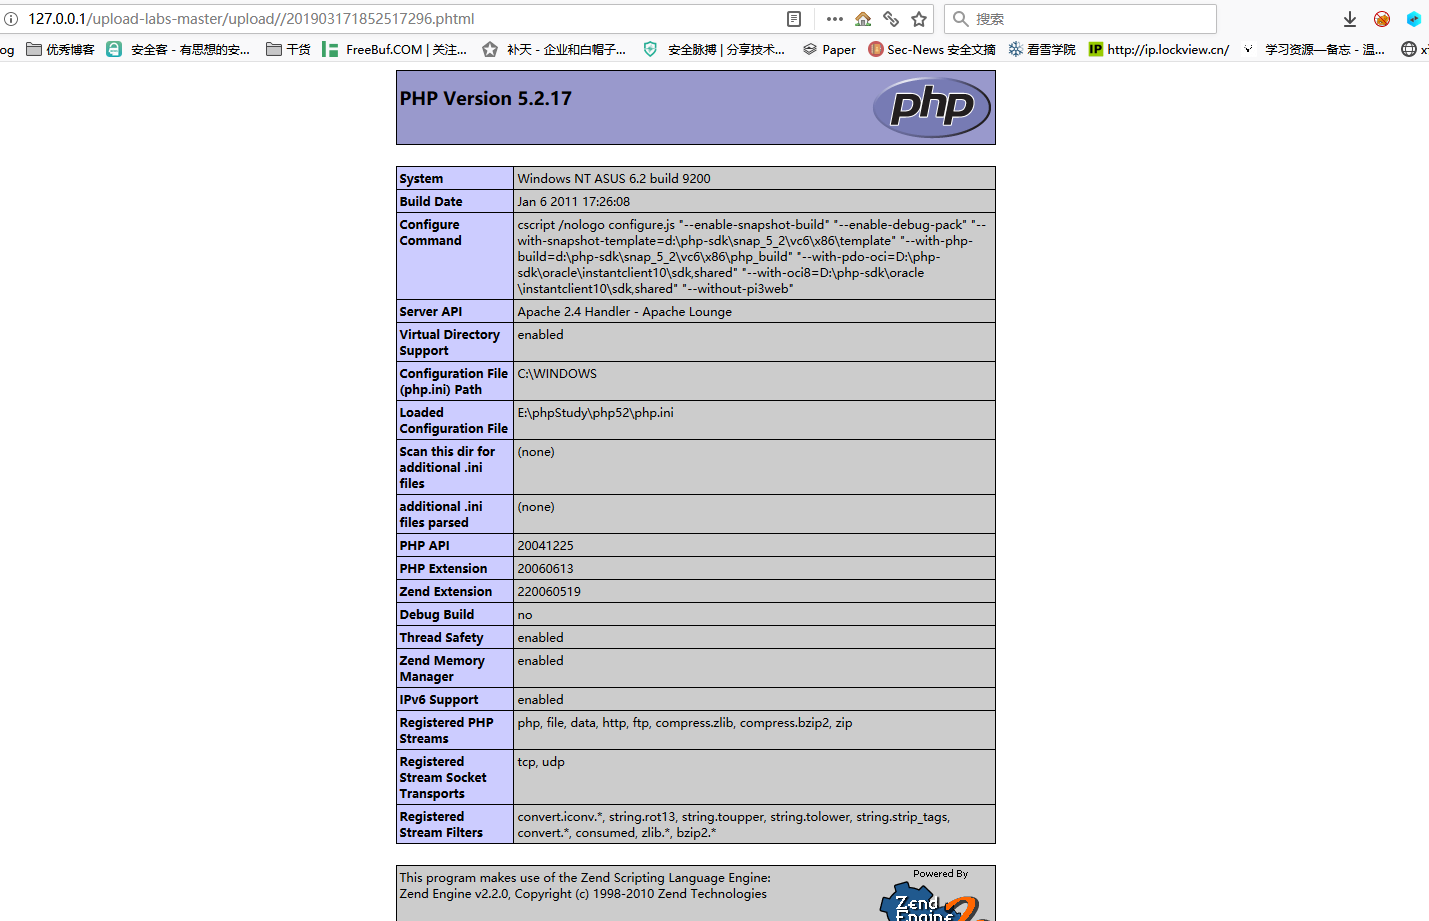 127.0.0.1/upload-labs-master/upload//201903171852517296.phtml
搜索
og 优秀博客 安全客 - 有思想的安... 干货 FreeBuf.COM | 关注... 补天 - 企业和白帽子... 安全脉搏 | 分享技术... Paper Sec-News 安全文摘 看雪学院 IP http://ip.lockview.cn/ 学习资源—备忘 - 温...
PHP Version 5.2.17
php
System Windows NT ASUS 6.2 build 9200
Build Date Jan 6 2011 17:26:08
Configure cscript /nologo configure.js "--enable-snapshot-build" "--enable-debug-pack" "--
Command with-snapshot-template=d:\php-sdk\snap_5_2\vc6\x86\template" "--with-php-
build=d:\php-sdk\snap_5_2\vc6\x86\php_build" "--with-pdo-oci=D:\php-
sdk\oracle\instantclient10\sdk,shared" "--with-oci8=D:\php-sdk\oracle
\instantclient10\sdk,shared" "--without-pi3web"
Server API Apache 2.4 Handler - Apache Lounge
Virtual Directory enabled
Support
Configuration File C:\WINDOWS
(php.ini) Path
Loaded E:\phpStudy\php52\php.ini
Configuration File
Scan this dir for (none)
additional .ini
files
additional .ini (none)
files parsed
PHP API 20041225
PHP Extension 20060613
Zend Extension 220060519
Debug Build no
Thread Safety enabled
Zend Memory enabled
Manager
IPv6 Support enabled
Registered PHP php, file, data, http, ftp, compress.zlib, compress.bzip2, zip
Streams
Registered tcp, udp
Stream Socket
Transports
Registered convert.iconv.*, string.rot13, string.toupper, string.tolower, string.strip_tags,
Stream Filters convert.*, consumed, zlib.*, bzip2.*
Powered By
This program makes use of the Zend Scripting Language Engine:
Zend Engine v2.2.0, Copyright (c) 1998-2010 Zend Technologies
Zend
Engine 2